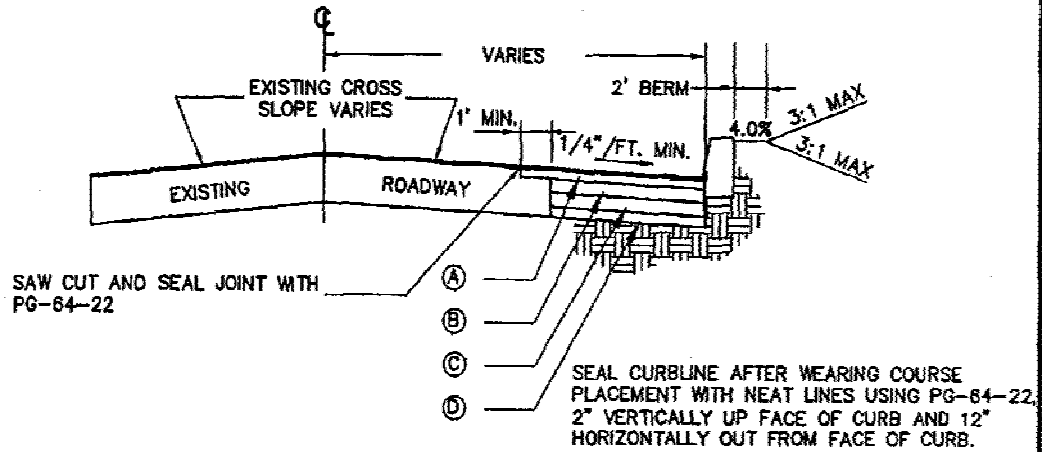 ℄
VARIES
EXISTING CROSS
SLOPE VARIES
2' BERM
1' MIN.
1/4"/FT. MIN.
4.0%
3:1 MAX
3:1 MAX
EXISTING
ROADWAY
SAW CUT AND SEAL JOINT WITH
PG-64-22
A
B
C
D
SEAL CURBLINE AFTER WEARING COURSE
PLACEMENT WITH NEAT LINES USING PG-64-22,
2" VERTICALLY UP FACE OF CURB AND 12"
HORIZONTALLY OUT FROM FACE OF CURB.